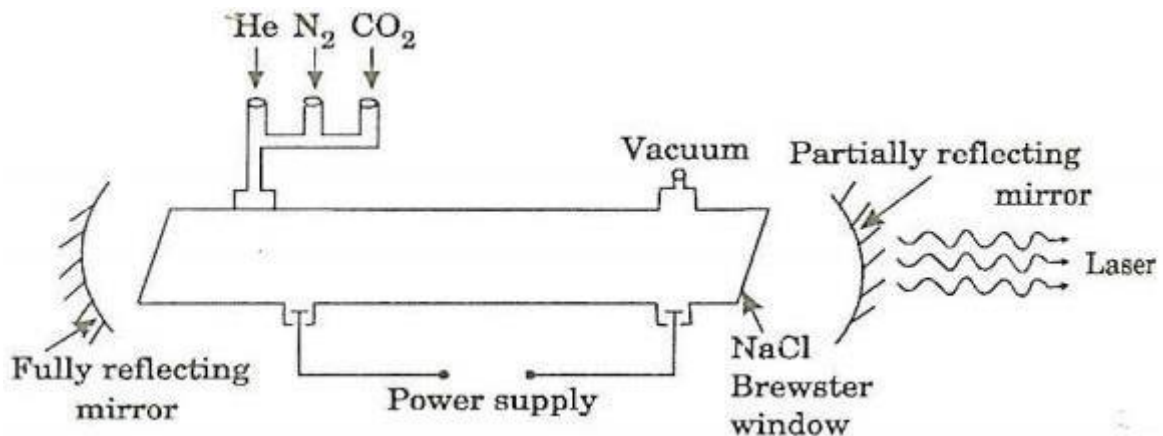 He N₂ CO₂
Vacuum
Partially reflecting
mirror
Laser
Fully reflecting
mirror
Power supply
NaCl
Brewster
window